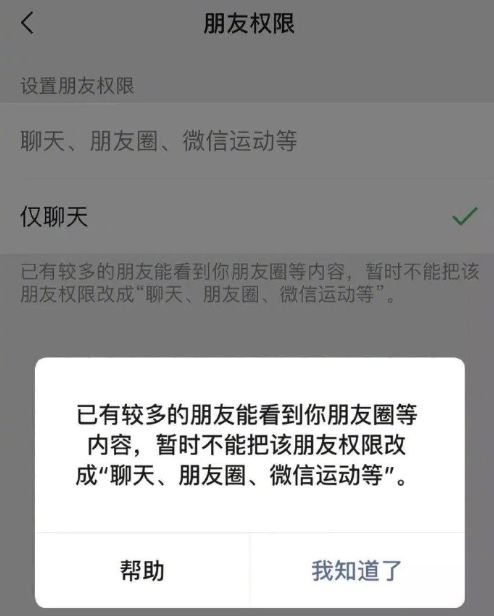 朋友权限
设置朋友权限
聊天、朋友圈、微信运动等
仅聊天
已有较多的朋友能看到你朋友圈等内容，暂时不能把该
朋友权限改成“聊天、朋友圈、微信运动等”。
已有较多的朋友能看到你朋友圈等
内容，暂时不能把该朋友权限改
成“聊天、朋友圈、微信运动等”。
帮助
我知道了